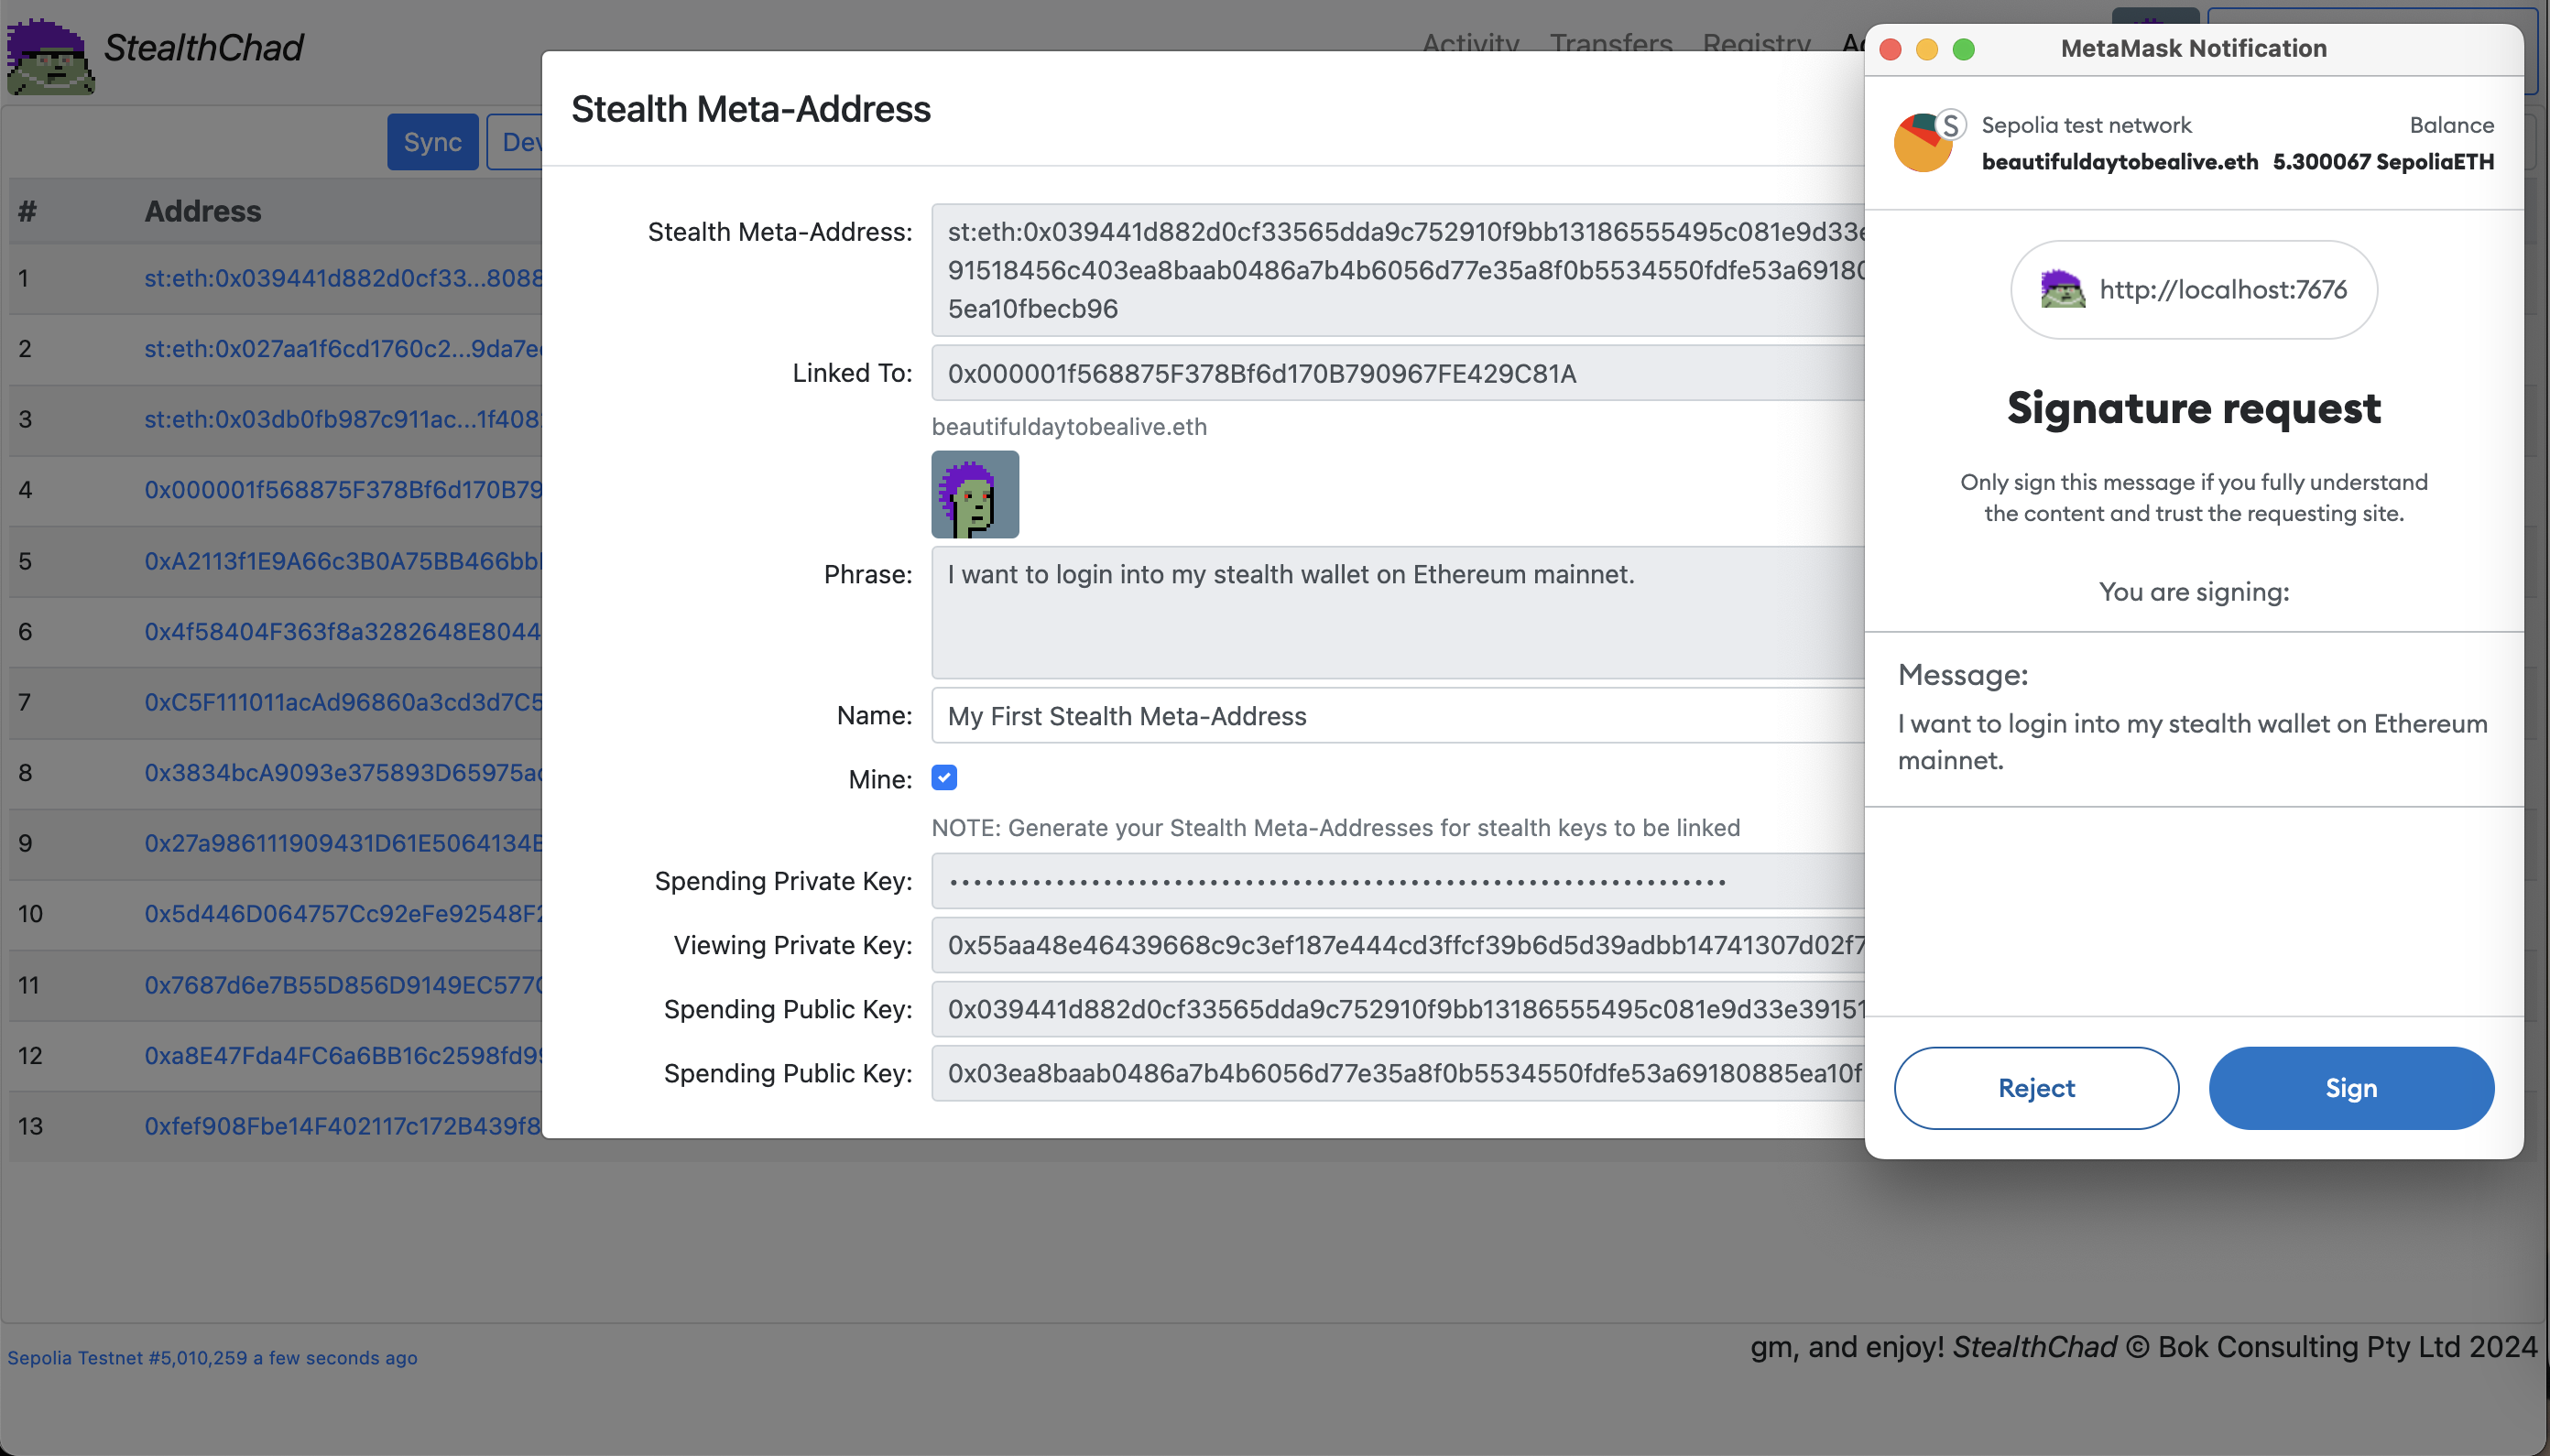 StealthChad
Activity Transfers Registry
Sync
#
Address
1 st:eth:0x039441d882d0cf33...8088
2 st:eth:0x027aa1f6cd1760c2...9da7e
3 st:eth:0x03db0fb987c911ac...1f408
4 0x000001f568875F378Bf6d170B79
5 0xA2113f1E9A66c3B0A75BB466bb
6 0x4f58404F363f8a3282648E8044
7 0xC5F111011acAd96860a3cd3d7C5
8 0x3834bcA9093e375893D65975a
9 0x27a986111909431D61E5064134E
10 0x5d446D064757Cc92eFe92548F2
11 0x7687d6e7B55D856D9149EC577
12 0xa8E47Fda4FC6a6BB16c2598fd9
13 0xfef908Fbe14F402117c172B439f8
Stealth Meta-Address
Stealth Meta-Address:
st:eth:0x039441d882d0cf33565dda9c752910f9bb13186555495c081e9d33e
91518456c403ea8baab0486a7b4b6056d77e35a8f0b5534550fdfe53a69180
5ea10fbecb96
Linked To: 0x000001f568875F378Bf6d170B790967FE429C81A
beautifuldaytobealive.eth
Phrase: I want to login into my stealth wallet on Ethereum mainnet.
Name: My First Stealth Meta-Address
Mine:
NOTE: Generate your Stealth Meta-Addresses for stealth keys to be linked
Spending Private Key:
Viewing Private Key: 0x55aa48e46439668c9c3ef187e444cd3ffcf39b6d5d39adbb14741307d02f7
Spending Public Key: 0x039441d882d0cf33565dda9c752910f9bb13186555495c081e9d33e39151
Spending Public Key: 0x03ea8baab0486a7b4b6056d77e35a8f0b5534550fdfe53a69180885ea10f
MetaMask Notification
S
Sepolia test network Balance
beautifuldaytobealive.eth 5.300067 SepoliaETH
http://localhost:7676
Signature request
Only sign this message if you fully understand
the content and trust the requesting site.
You are signing:
Message:
I want to login into my stealth wallet on Ethereum
mainnet.
Reject
Sign
Sepolia Testnet #5,010,259 a few seconds ago
gm, and enjoy! StealthChad © Bok Consulting Pty Ltd 2024